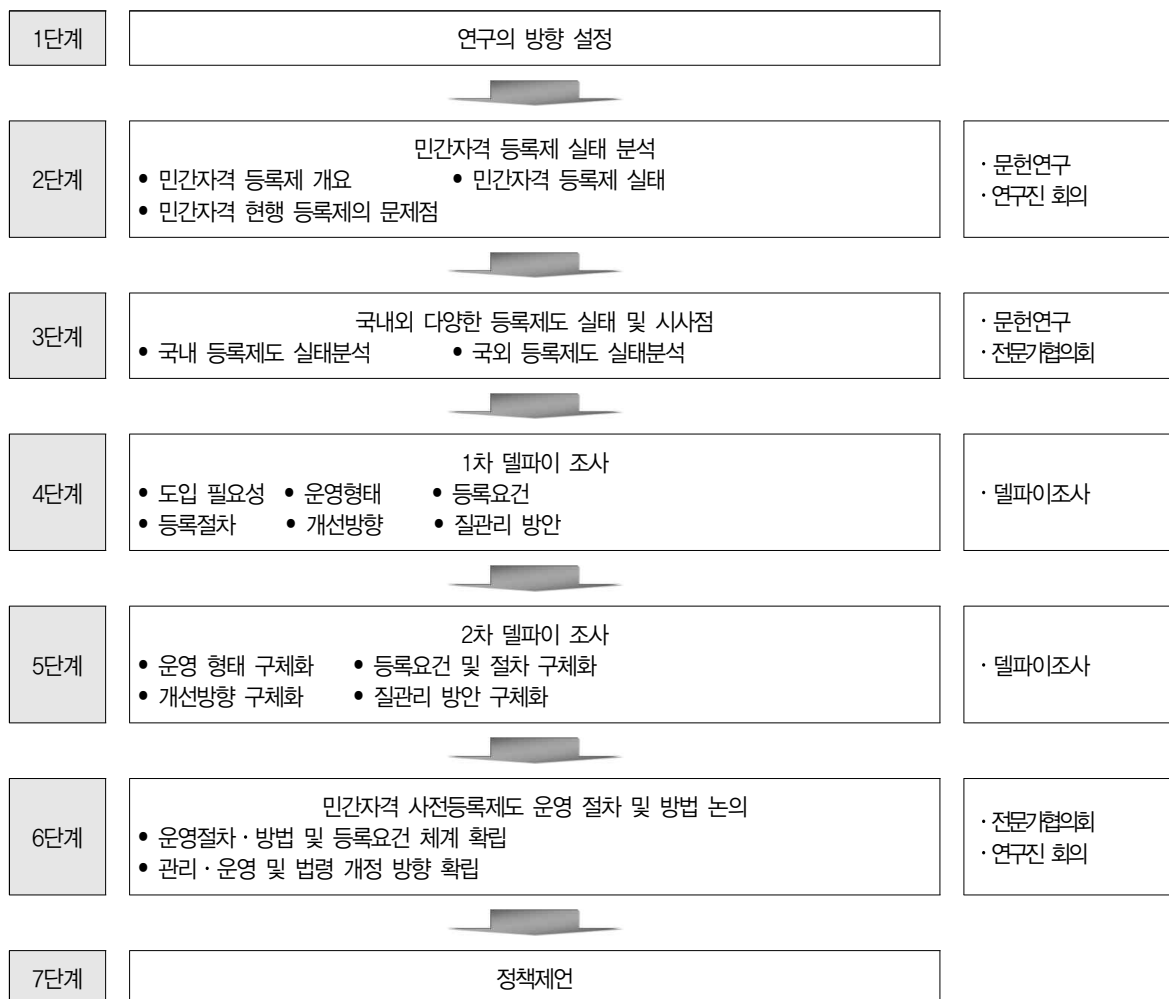 1단계
연구의 방향 설정
2단계
민간자격 등록제 실태 분석
• 민간자격 등록제 개요 • 민간자격 등록제 실태
• 민간자격 현행 등록제의 문제점
· 문헌연구
· 연구진 회의
3단계
국내외 다양한 등록제도 실태 및 시사점
• 국내 등록제도 실태분석 • 국외 등록제도 실태분석
· 문헌연구
· 전문가협의회
4단계
1차 델파이 조사
• 도입 필요성 • 운영형태 • 등록요건
• 등록절차 • 개선방향 • 질관리 방안
· 델파이조사
5단계
2차 델파이 조사
• 운영 형태 구체화 • 등록요건 및 절차 구체화
• 개선방향 구체화 • 질관리 방안 구체화
· 델파이조사
6단계
민간자격 사전등록제도 운영 절차 및 방법 논의
• 운영절차 · 방법 및 등록요건 체계 확립
• 관리 · 운영 및 법령 개정 방향 확립
· 전문가협의회
· 연구진 회의
7단계
정책제언